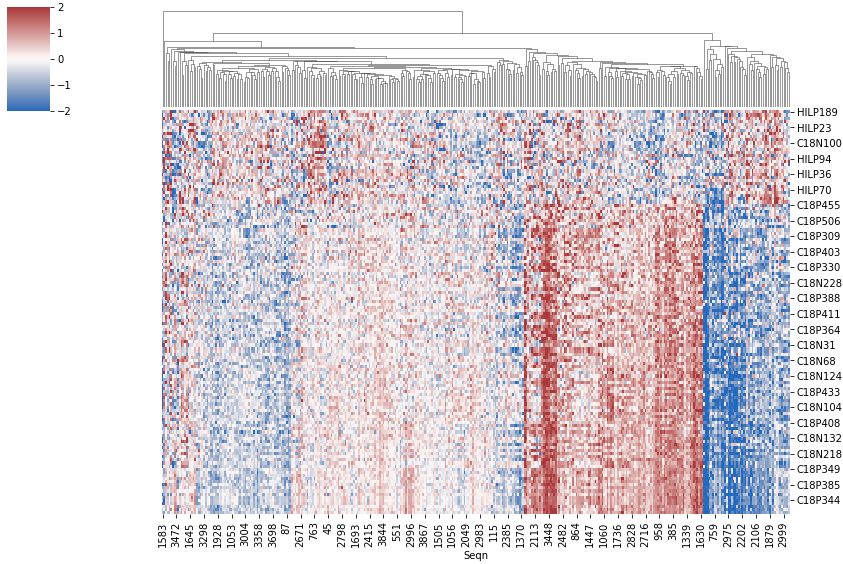 2
1
0
−1
−2
HILP189
HILP23
C18N100
HILP94
HILP36
HILP70
C18P455
C18P506
C18P309
C18P403
C18P330
C18N228
C18P388
C18P411
C18P364
C18N31
C18N68
C18N124
C18P433
C18N104
C18P408
C18N132
C18N218
C18P349
C18P385
C18P344
1583
3472
1645
3298
1928
1053
3004
3358
3698
87
2671
763
45
2798
1693
2415
3844
551
2996
3867
1505
1056
2049
2983
115
2385
1370
2113
3448
2482
864
1447
1060
1736
2828
2716
958
385
1339
1630
759
2975
2202
2106
1879
2999
Seqn